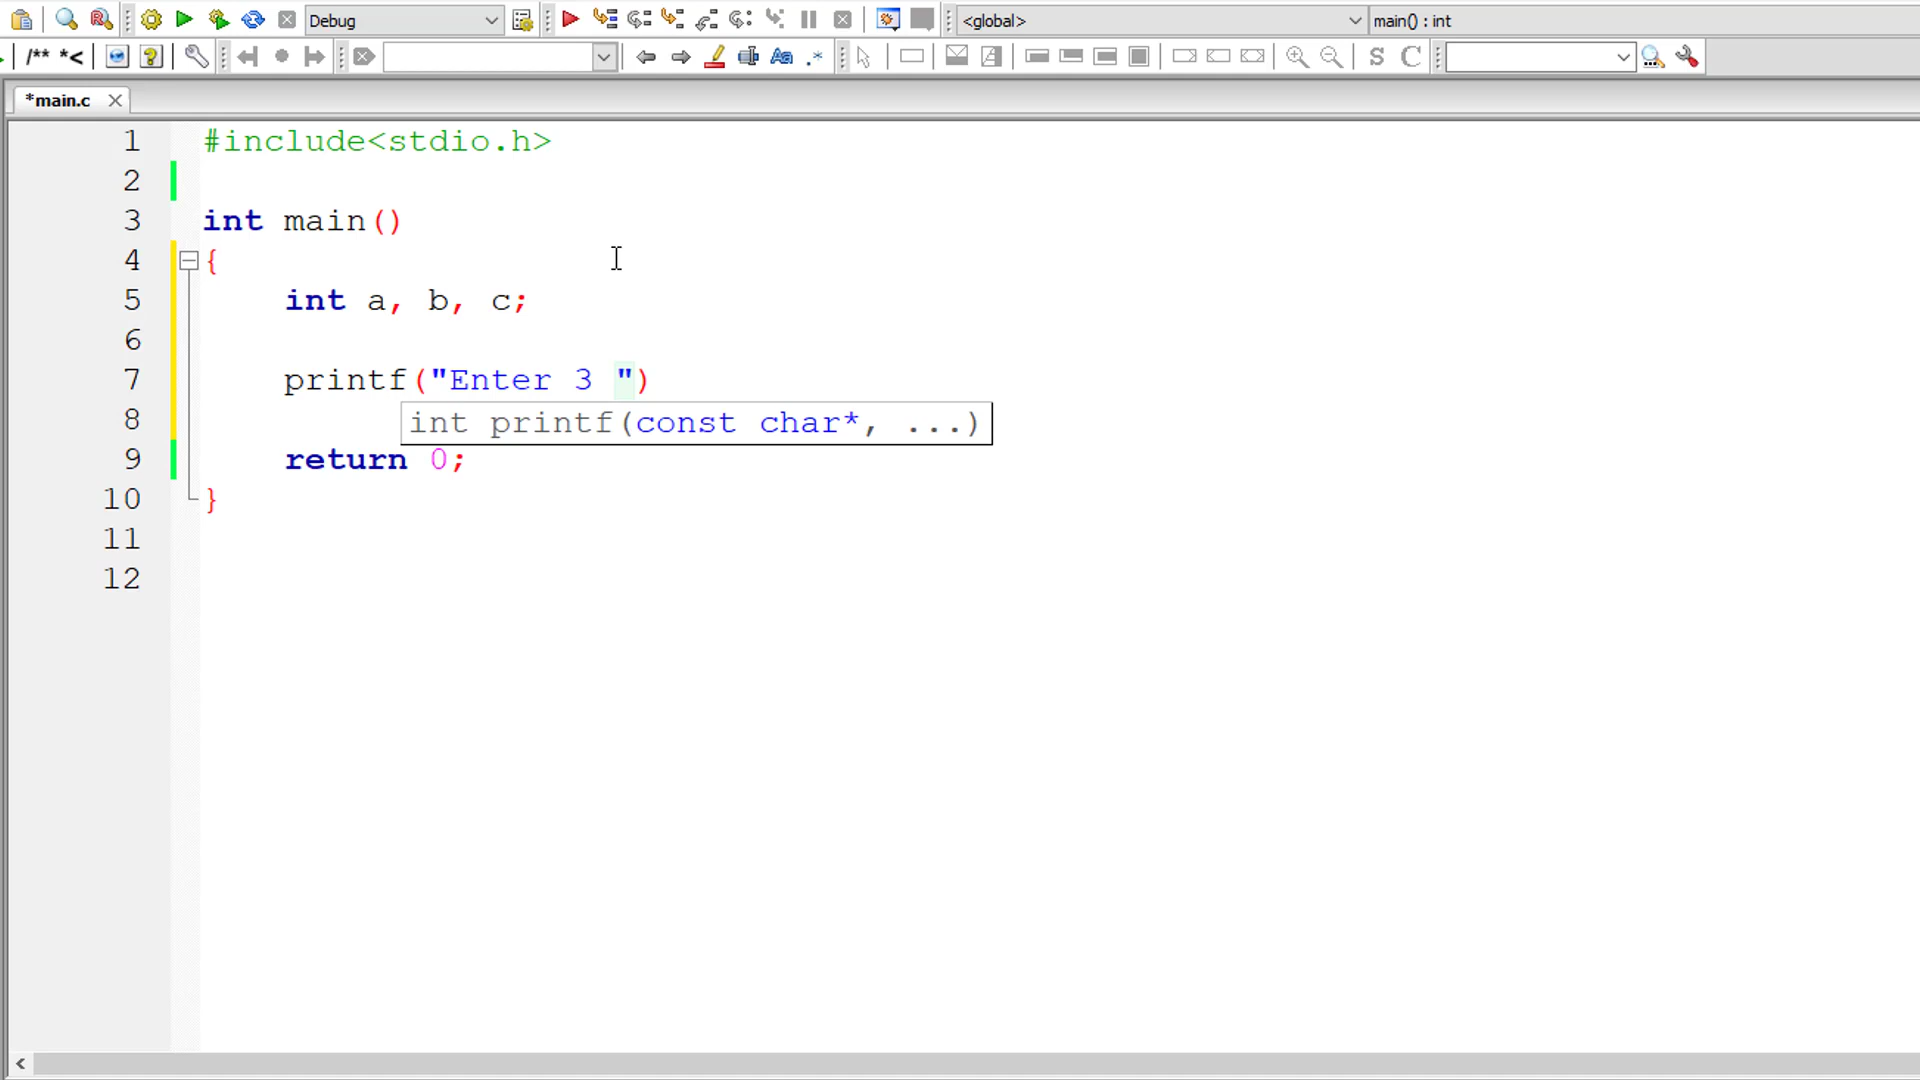 Debug
<global>
main() : int
/** *<
Aa
.*
S
C
*main.c
1 #include<stdio.h>
2
3 int main()
4 {
5 int a, b, c;
6
7 printf("Enter 3 ")
8 int printf(const char*, ...)
9 return 0;
10 }
11
12